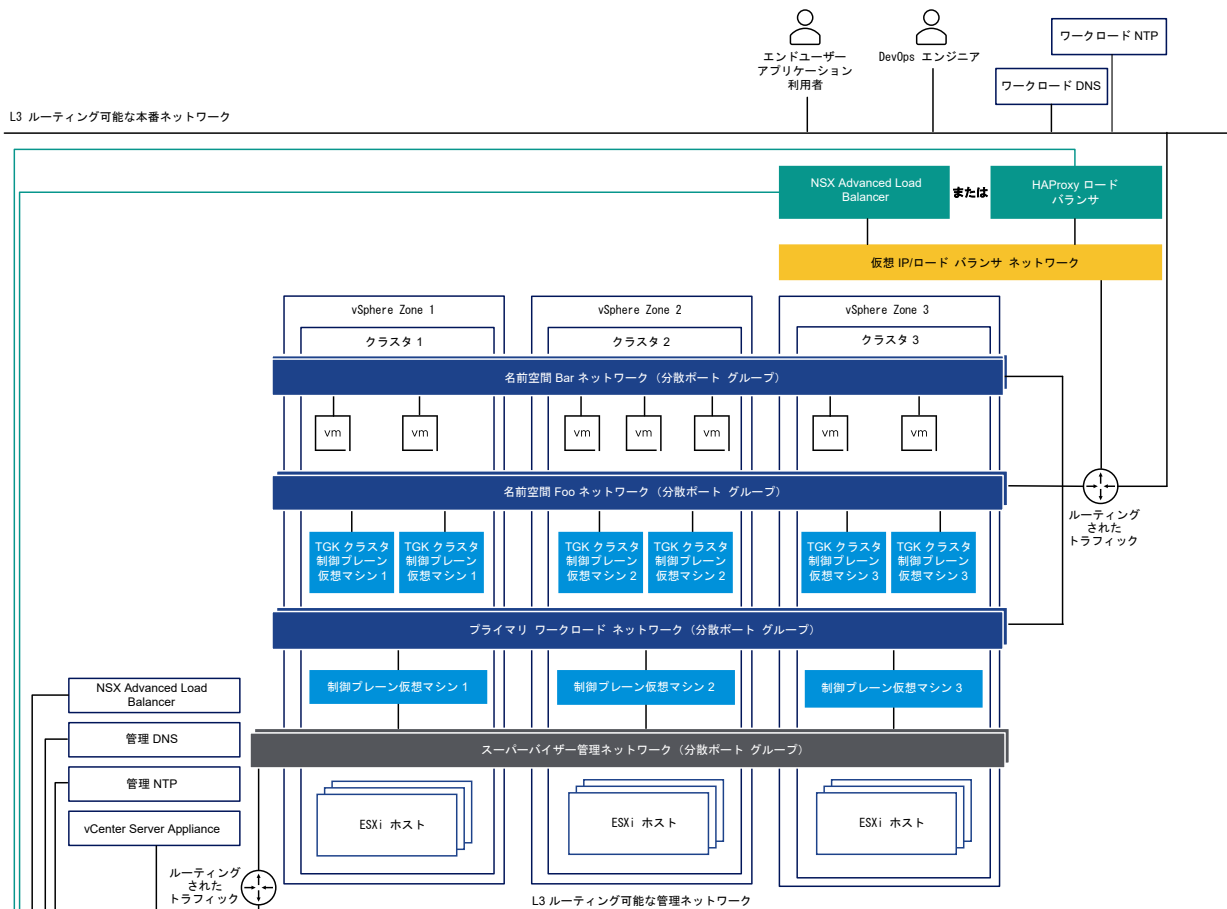 エンドユーザー
アプリケーション
利用者
DevOps エンジニア
ワークロード NTP
ワークロード DNS
L3 ルーティング可能な本番ネットワーク
NSX Advanced Load
Balancer
または
HAProxy ロード
バランサ
仮想 IP/ロード バランサ ネットワーク
vSphere Zone 1
vSphere Zone 2
vSphere Zone 3
クラスタ 1
クラスタ 2
クラスタ 3
名前空間 Bar ネットワーク（分散ポート グループ）
vm
vm
vm
vm
vm
vm
vm
名前空間 Foo ネットワーク（分散ポート グループ）
ルーティング
された
トラフィック
TGK クラスタ
制御プレーン
仮想マシン 1
TGK クラスタ
制御プレーン
仮想マシン 1
TGK クラスタ
制御プレーン
仮想マシン 2
TGK クラスタ
制御プレーン
仮想マシン 2
TGK クラスタ
制御プレーン
仮想マシン 3
TGK クラスタ
制御プレーン
仮想マシン 3
プライマリ ワークロード ネットワーク（分散ポート グループ）
制御プレーン仮想マシン 1
制御プレーン仮想マシン 2
制御プレーン仮想マシン 3
NSX Advanced Load
Balancer
管理 DNS
管理 NTP
vCenter Server Appliance
スーパーバイザー管理ネットワーク（分散ポート グループ）
ESXi ホスト
ESXi ホスト
ESXi ホスト
ルーティング
された
トラフィック
L3 ルーティング可能な管理ネットワーク